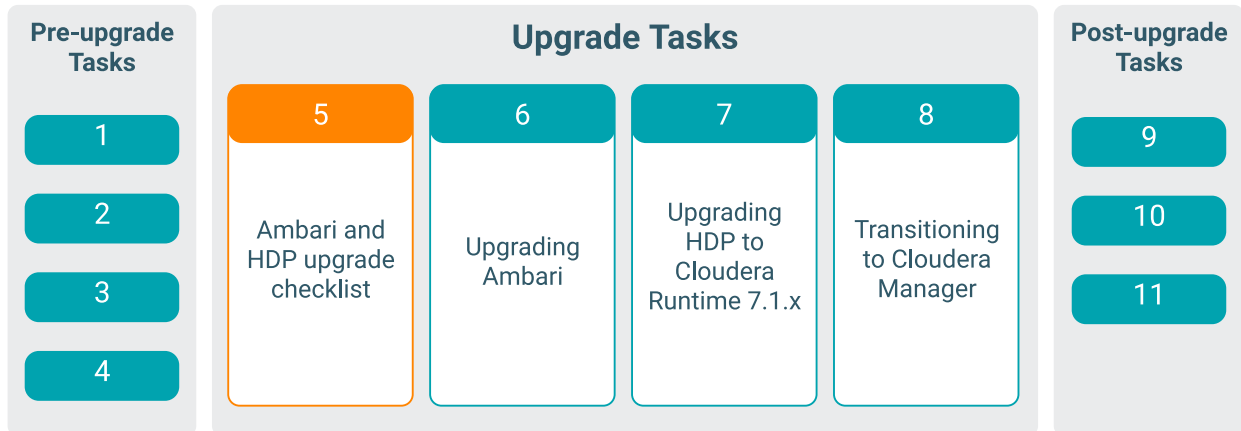 Pre-upgrade
Tasks
1
2
3
4
Upgrade Tasks
5
Ambari and
HDP upgrade
checklist
6
Upgrading
Ambari
7
Upgrading
HDP to
Cloudera
Runtime 7.1.x
8
Transitioning
to Cloudera
Manager
Post-upgrade
Tasks
9
10
11